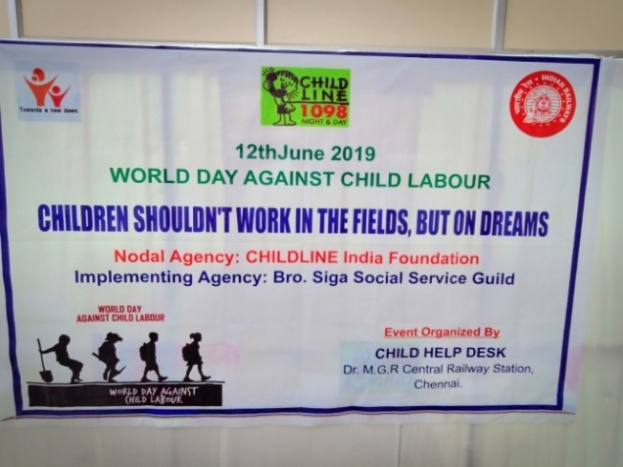 Towards a new dawn
CHILD
LINE
1098
NIGHT & DAY
INDIAN RAILWAYS
भारतीय रेल
12thJune 2019
WORLD DAY AGAINST CHILD LABOUR
CHILDREN SHOULDN'T WORK IN THE FIELDS, BUT ON DREAMS
Nodal Agency: CHILDLINE India Foundation
Implementing Agency: Bro. Siga Social Service Guild
WORLD DAY
AGAINST CHILD LABOUR
WORLD DAY AGAINST
CHILD LABOUR
Event Organized By
CHILD HELP DESK
Dr. M.G.R Central Railway Station,
Chennai.